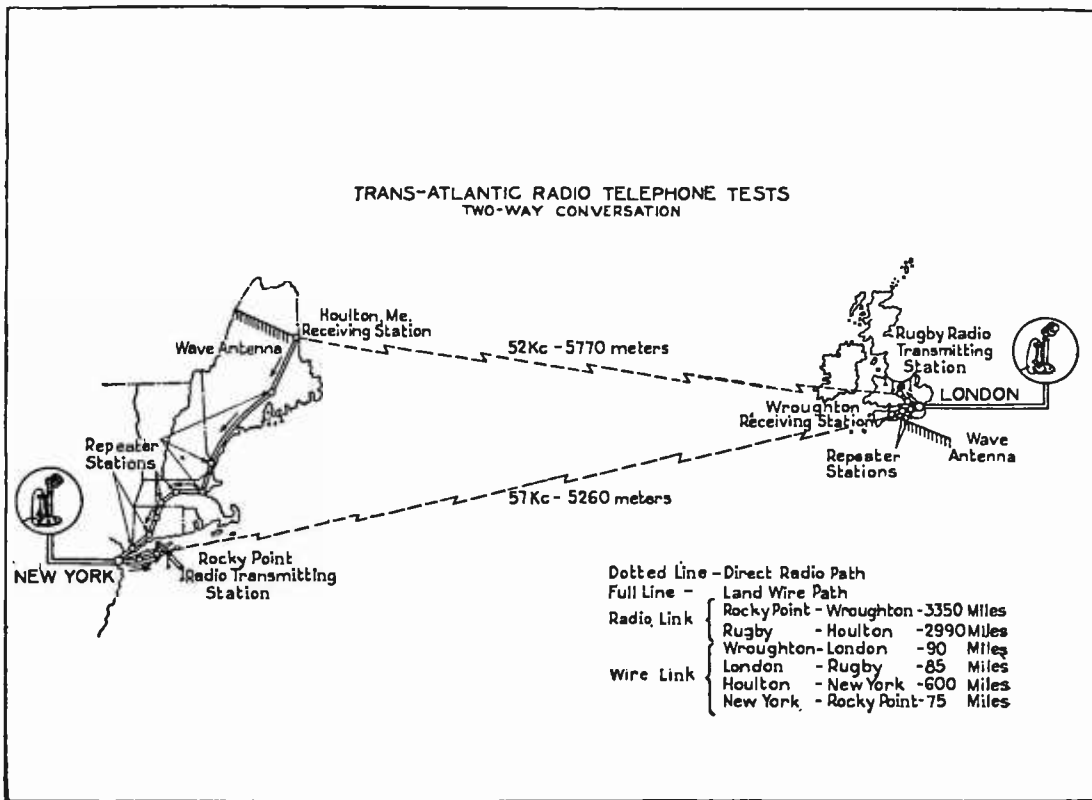 TRANS-ATLANTIC RADIO TELEPHONE TESTS
TWO-WAY CONVERSATION
Houlton, Me.
Receiving Station
Wave Antenna
52Kc - 5770 meters
Rugby Radio
Transmitting
Station
LONDON
Wroughton
Receiving Station
Wave
Antenna
Repeater
Stations
Repeater
Stations
57Kc - 5260 meters
NEW YORK
Rocky Point
Radio Transmitting
Station
Dotted Line - Direct Radio Path
Full Line - Land Wire Path
Radio Link
Rocky Point - Wroughton - 3350 Miles
Rugby - Houlton - 2990 Miles
Wire Link
Wroughton - London - 90 Miles
London - Rugby - 85 Miles
Houlton - New York - 600 Miles
New York - Rocky Point - 75 Miles